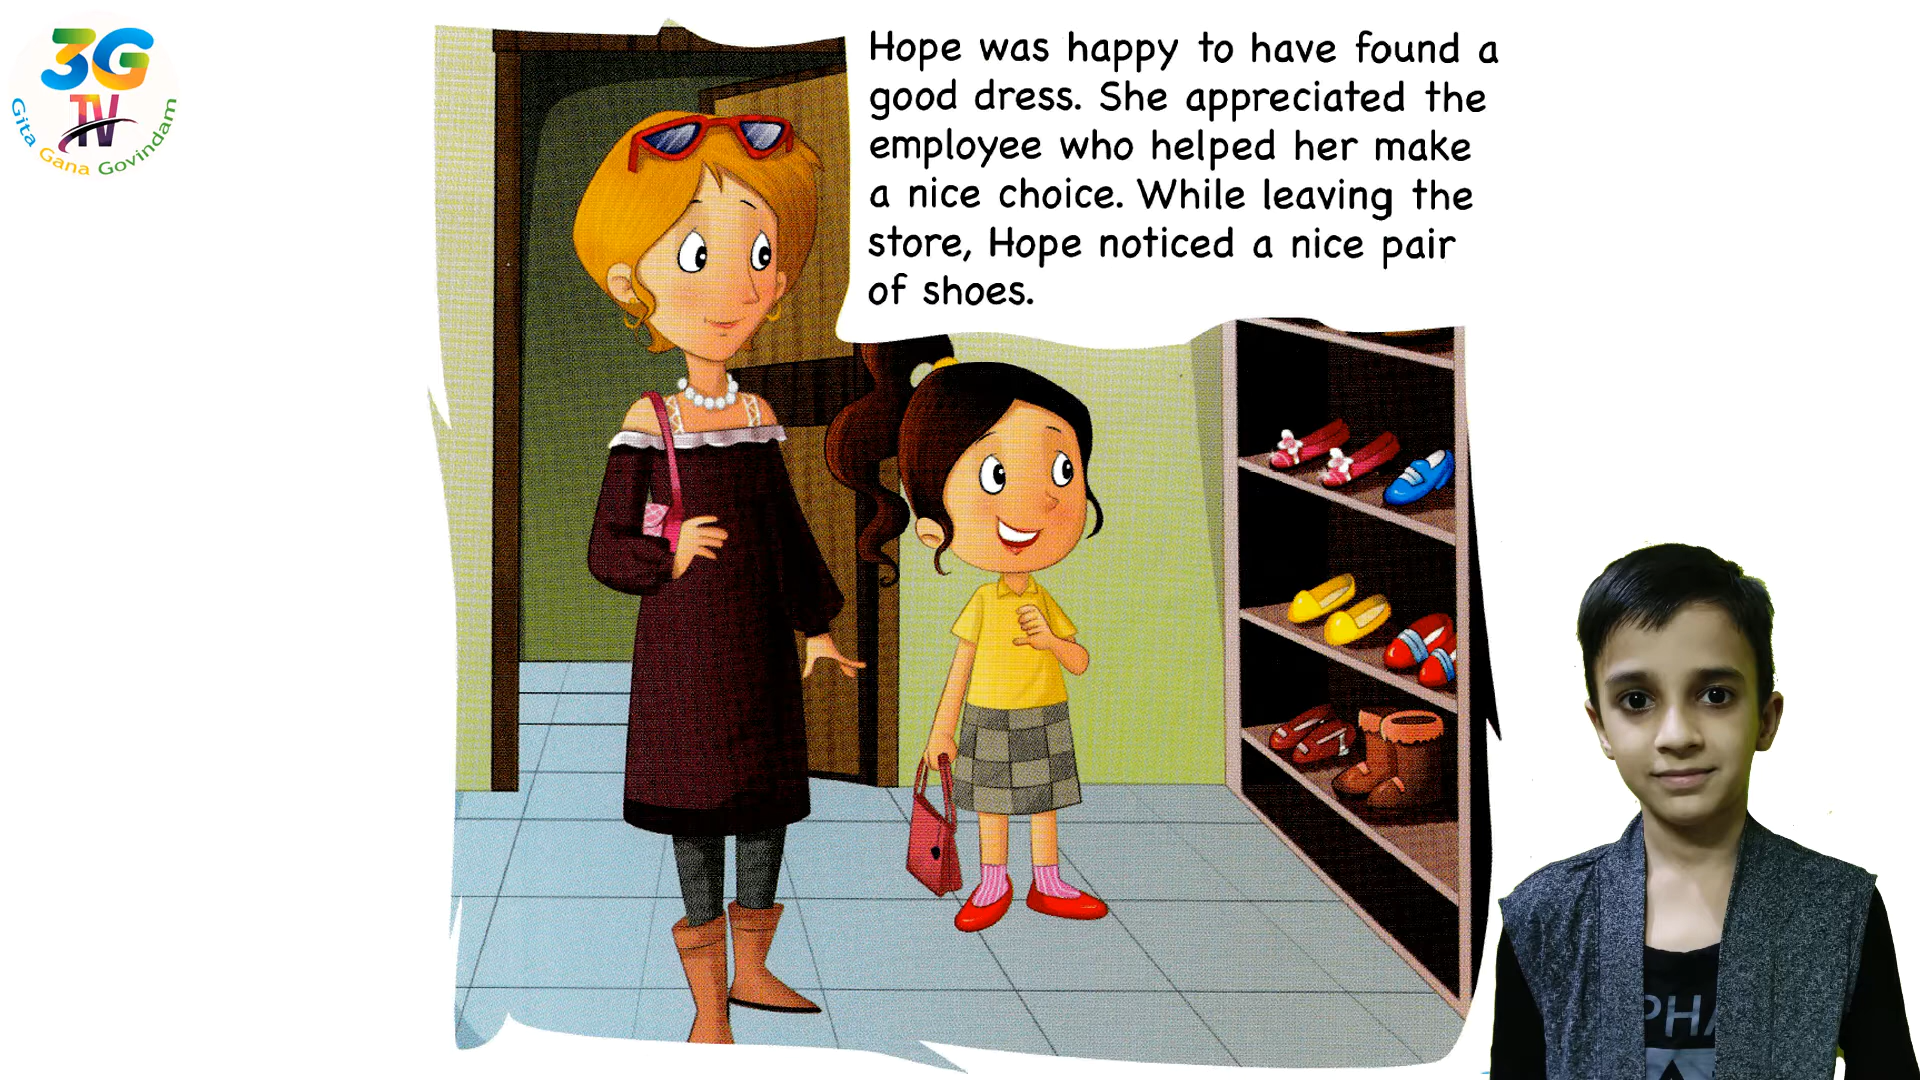 3G
TV
Gita Gana Govindam
Hope was happy to have found a
good dress. She appreciated the
employee who helped her make
a nice choice. While leaving the
store, Hope noticed a nice pair
of shoes.
PHA